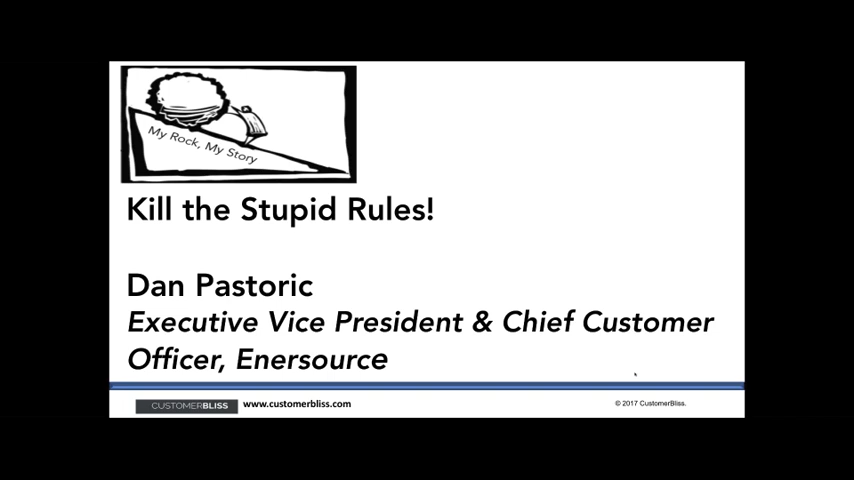 My Rock, My Story
Kill the Stupid Rules!
Dan Pastoric
Executive Vice President & Chief Customer
Officer, Enersource
CUSTOMERBLISS www.customerbliss.com © 2017 CustomerBliss.